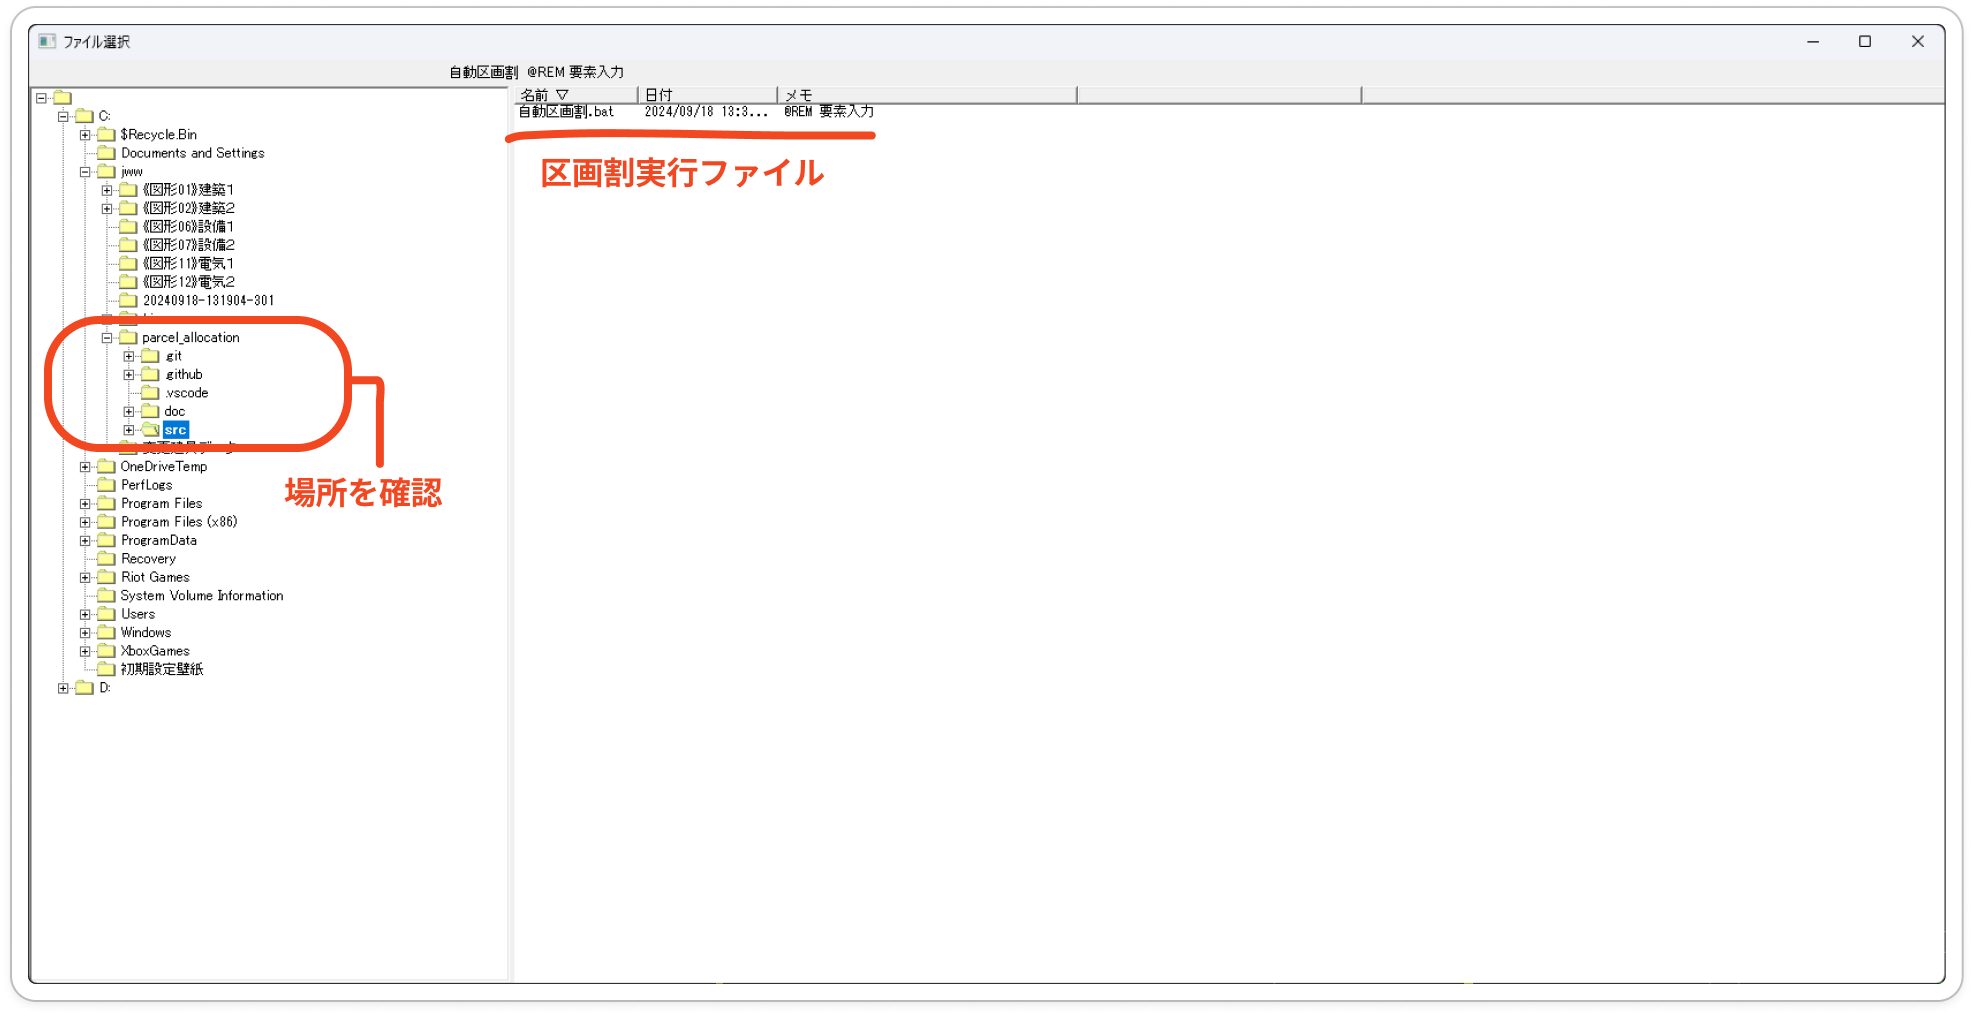 ファイル選択
自動区画割 @REM 要素入力
名前 ▽ 日付 メモ
自動区画割.bat 2024/09/18 13:3... @REM 要素入力
区画割実行ファイル
C:
$Recycle.Bin
Documents and Settings
jww
《図形01》建築1
《図形02》建築2
《図形06》設備1
《図形07》設備2
《図形11》電気1
《図形12》電気2
20240918-131904-301
parcel_allocation
.git
.github
.vscode
doc
src
OneDriveTemp
PerfLogs
場所を確認
Program Files
Program Files (x86)
ProgramData
Recovery
Riot Games
System Volume Information
Users
Windows
XboxGames
初期設定壁紙
D: